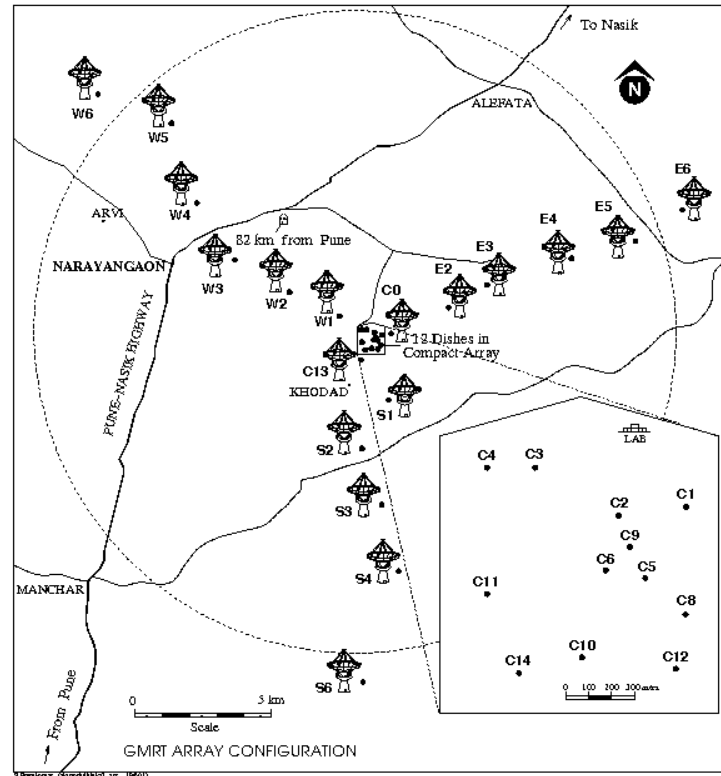 To Nasik
N
ALEFATA
W6
W5
E6
W4
ARVI
E5
E4
82 km from Pune
NARAYANGAON
W3
E3
E2
W2
C0
W1
12 Dishes in
Compact-Array
C13
KHODAD
PUNE-NASIK HIGHWAY
S1
S2
LAB
C4
C3
C1
C2
S3
C9
C6
C5
S4
MANCHAR
C11
C8
C10
C12
C14
S6
From Pune
0
5 km
Scale
0 100 200 300 mtrs
GMRT ARRAY CONFIGURATION